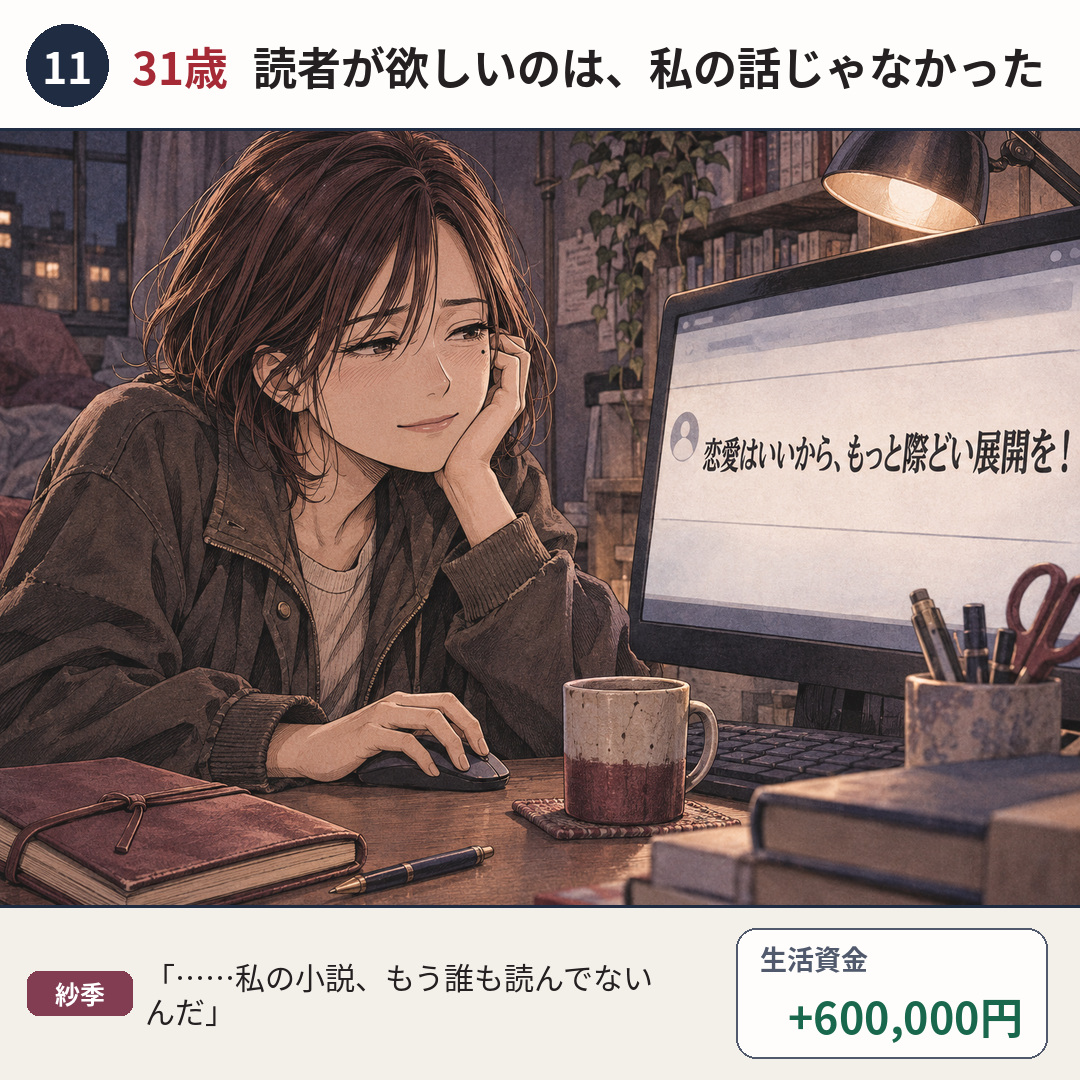 11 31歳 読者が欲しいのは、私の話じゃなかった
恋愛はいいから、もっと際どい展開を!
紗季
「……私の小説、もう誰も読んでない
んだ」
生活資金
+600,000円